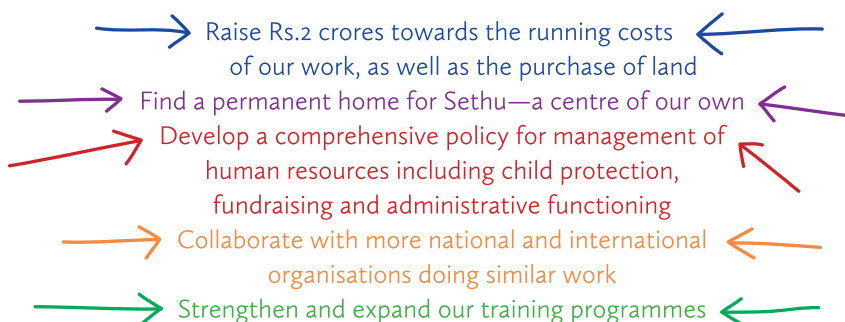 Raise Rs.2 crores towards the running costs
of our work, as well as the purchase of land
Find a permanent home for Sethu—a centre of our own
Develop a comprehensive policy for management of
human resources including child protection,
fundraising and administrative functioning
Collaborate with more national and international
organisations doing similar work
Strengthen and expand our training programmes